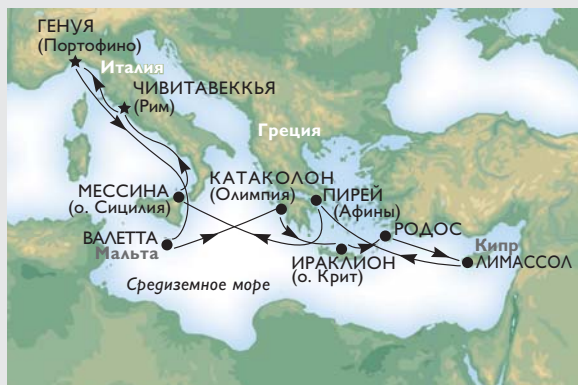 ГЕНУЯ
(Портофино)
Италия
ЧИВИТАВЕККЬЯ
(Рим)
Греция
КАТАКОЛОН
(Олимпия)
ПИРЕЙ
(Афины)
МЕССИНА
(о. Сицилия)
РОДОС
ВАЛЕТТА
Мальта
Кипр
ЛИМАССОЛ
ИРАКЛИОН
(о. Крит)
Средиземное море